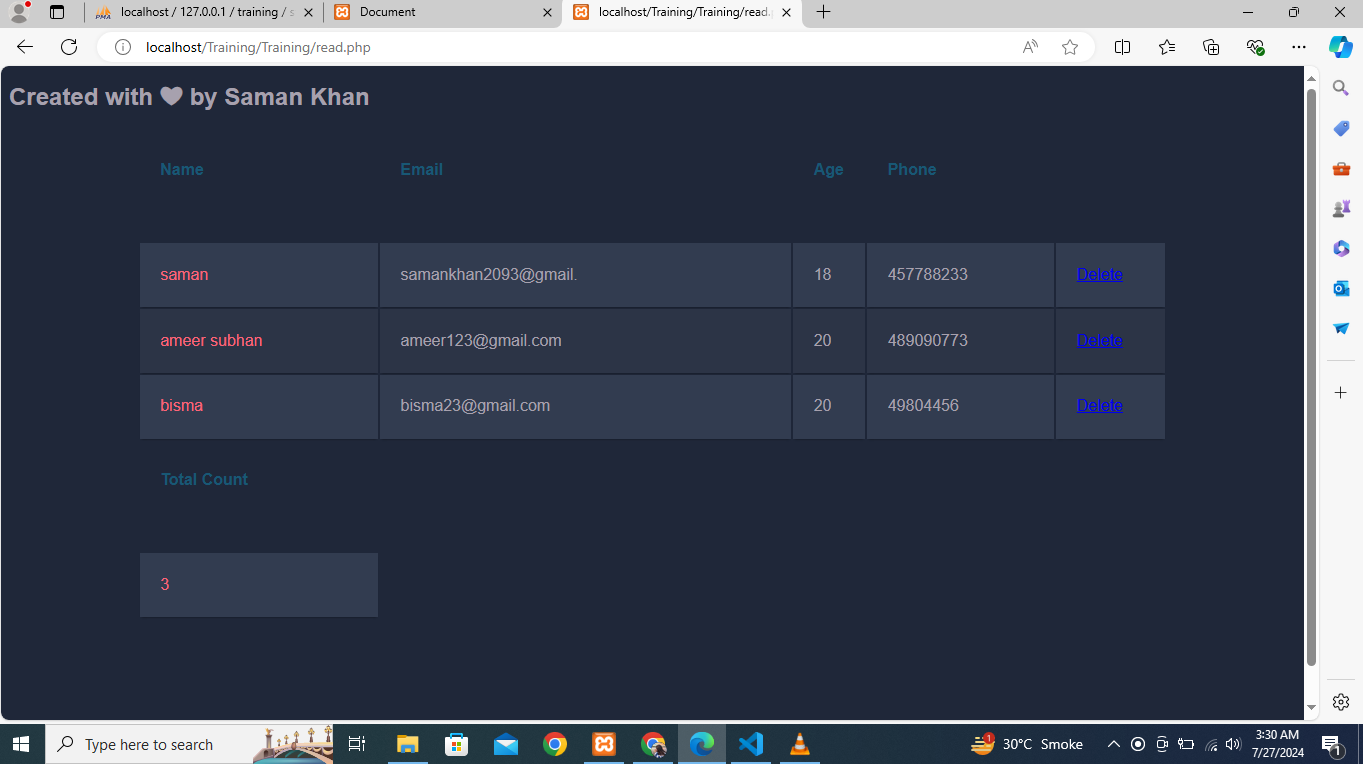 localhost / 127.0.0.1 / training / s
Document
localhost/Training/Training/read.p
localhost/Training/Training/read.php
Created with ❤ by Saman Khan
Name Email Age Phone
saman samankhan2093@gmail. 18 457788233 Delete
ameer subhan ameer123@gmail.com 20 489090773 Delete
bisma bisma23@gmail.com 20 49804456 Delete
Total Count
3
Type here to search
1
30°C Smoke
3:30 AM
7/27/2024
1